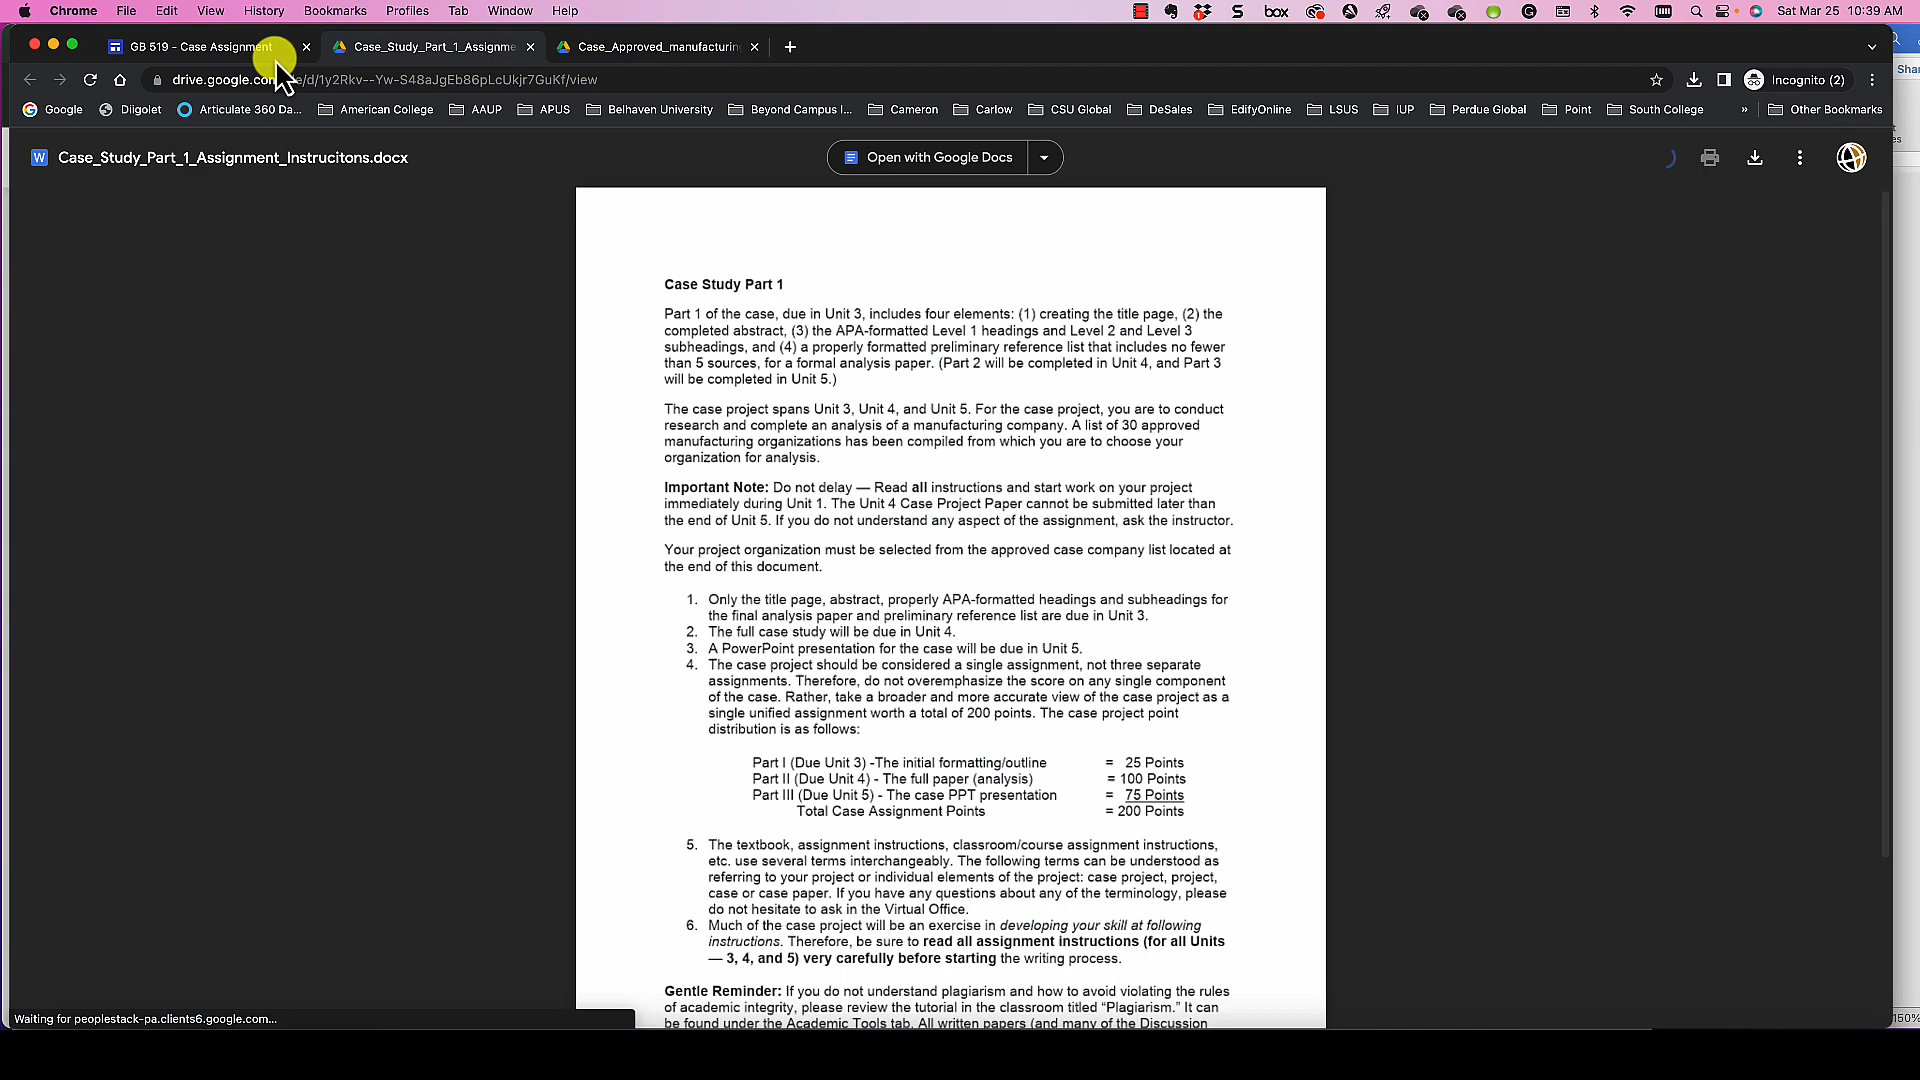 Chrome File Edit View History Bookmarks Profiles Tab Window Help box Sat Mar 25 10:39 AM
GB 519 - Case Assignment Case_Study_Part_1_Assignme Case_Approved_manufacturing
drive.google.com /d/1y2Rkv--Yw-S48aJgEb86pLcUkjr7GuKf/view Incognito (2)
Google Diigolet Articulate 360 Da... American College AAUP APUS Belhaven University Beyond Campus I... Cameron Carlow CSU Global DeSales EdifyOnline LSUS IUP Perdue Global Point South College » Other Bookmarks
Case_Study_Part_1_Assignment_Instrucitons.docx Open with Google Docs
Case Study Part 1
Part 1 of the case, due in Unit 3, includes four elements: (1) creating the title page, (2) the
completed abstract, (3) the APA-formatted Level 1 headings and Level 2 and Level 3
subheadings, and (4) a properly formatted preliminary reference list that includes no fewer
than 5 sources, for a formal analysis paper. (Part 2 will be completed in Unit 4, and Part 3
will be completed in Unit 5.)
The case project spans Unit 3, Unit 4, and Unit 5. For the case project, you are to conduct
research and complete an analysis of a manufacturing company. A list of 30 approved
manufacturing organizations has been compiled from which you are to choose your
organization for analysis.
Important Note: Do not delay — Read all instructions and start work on your project
immediately during Unit 1. The Unit 4 Case Project Paper cannot be submitted later than
the end of Unit 5. If you do not understand any aspect of the assignment, ask the instructor.
Your project organization must be selected from the approved case company list located at
the end of this document.
1. Only the title page, abstract, properly APA-formatted headings and subheadings for
the final analysis paper and preliminary reference list are due in Unit 3.
2. The full case study will be due in Unit 4.
3. A PowerPoint presentation for the case will be due in Unit 5.
4. The case project should be considered a single assignment, not three separate
assignments. Therefore, do not overemphasize the score on any single component
of the case. Rather, take a broader and more accurate view of the case project as a
single unified assignment worth a total of 200 points. The case project point
distribution is as follows:
Part I (Due Unit 3) -The initial formatting/outline = 25 Points
Part II (Due Unit 4) - The full paper (analysis) = 100 Points
Part III (Due Unit 5) - The case PPT presentation = 75 Points
Total Case Assignment Points = 200 Points
5. The textbook, assignment instructions, classroom/course assignment instructions,
etc. use several terms interchangeably. The following terms can be understood as
referring to your project or individual elements of the project: case project, project,
case or case paper. If you have any questions about any of the terminology, please
do not hesitate to ask in the Virtual Office.
6. Much of the case project will be an exercise in developing your skill at following
instructions. Therefore, be sure to read all assignment instructions (for all Units
— 3, 4, and 5) very carefully before starting the writing process.
Gentle Reminder: If you do not understand plagiarism and how to avoid violating the rules
of academic integrity, please review the tutorial in the classroom titled “Plagiarism.” It can
be found under the Academic Tools tab. All written papers (and many of the Discussion
Waiting for peoplestack-pa.clients6.google.com...
150%